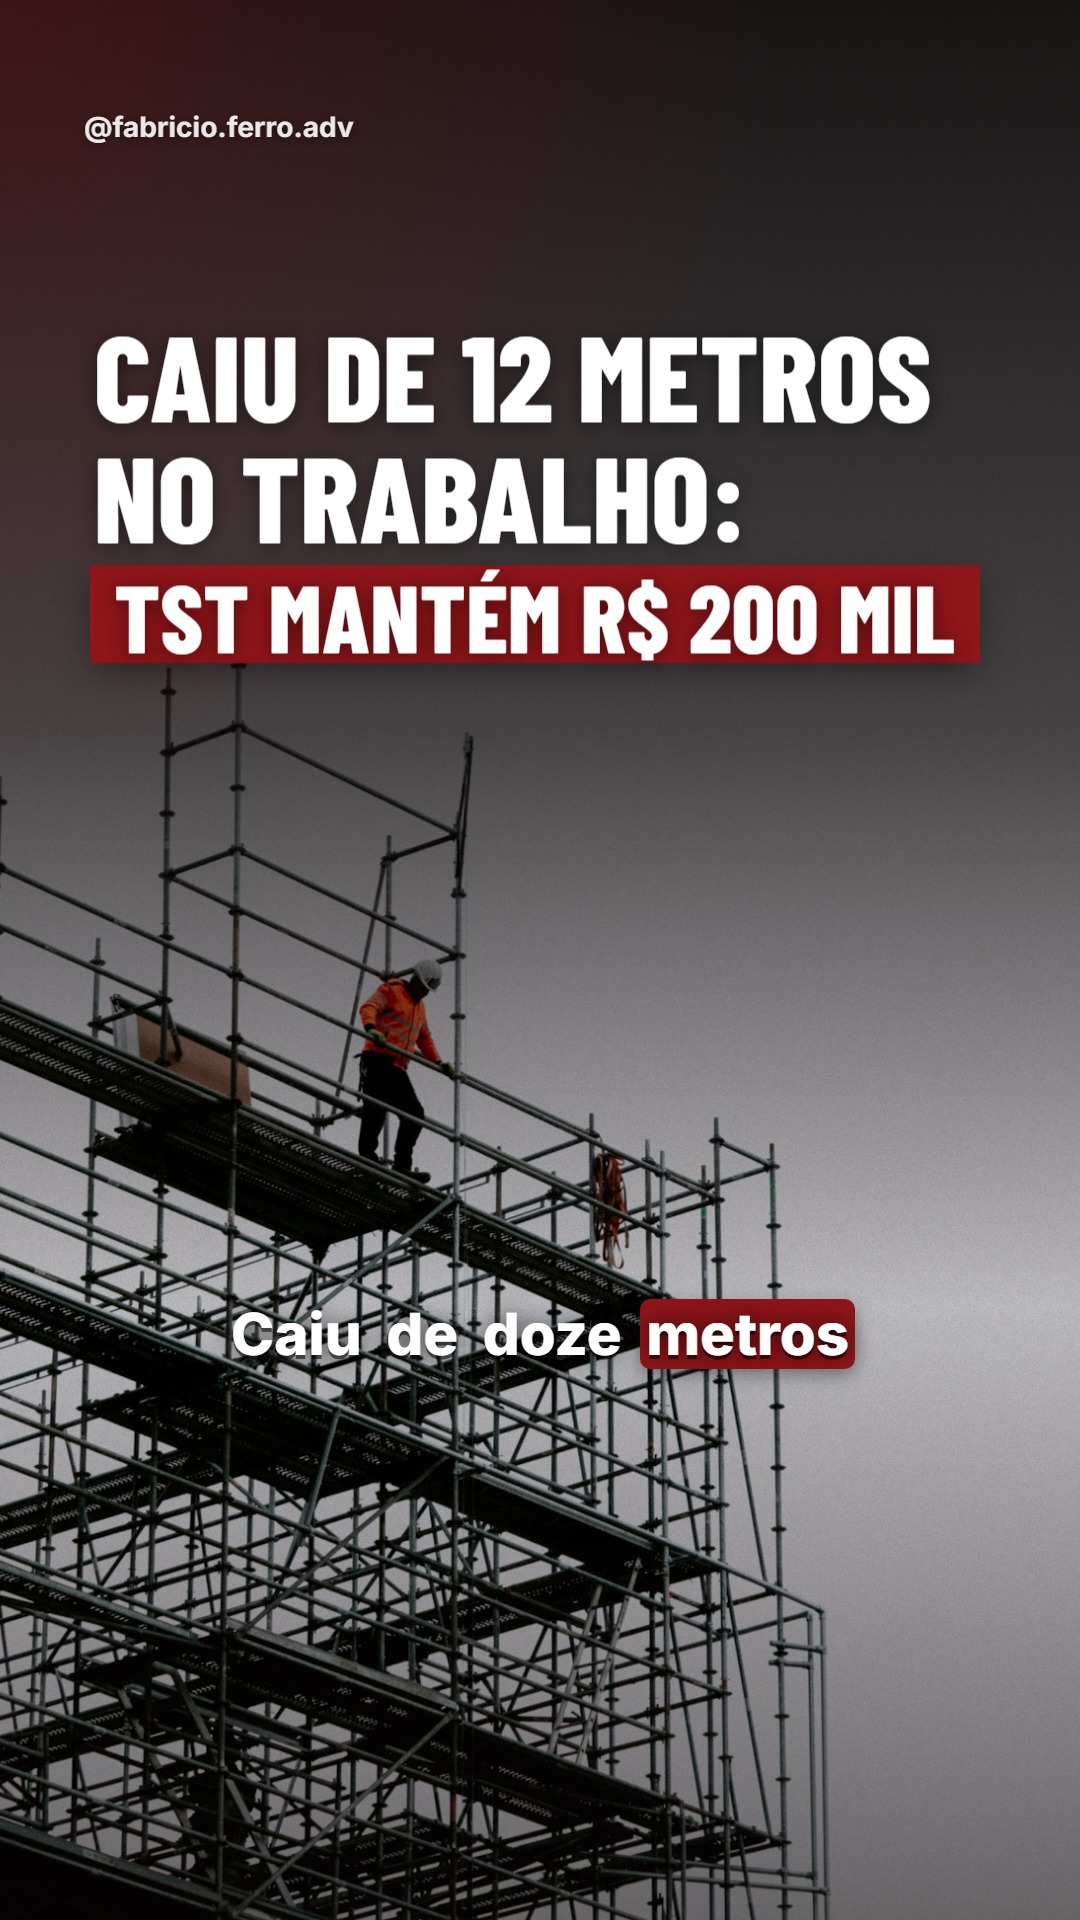 @fabricio.ferro.adv
CAIU DE 12 METROS
NO TRABALHO:
TST MANTÉM R$ 200 MIL
Caiu de doze metros